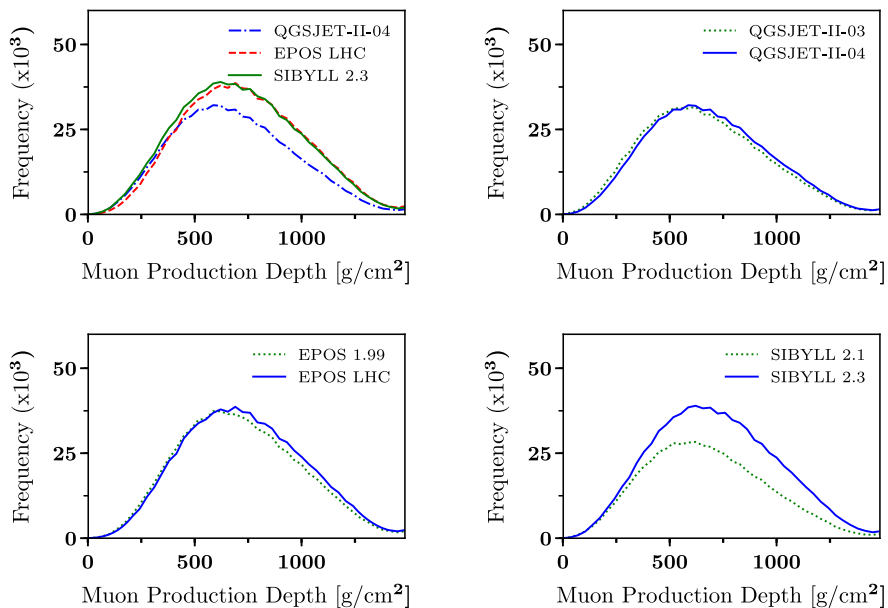 50
25
0
Frequency (x10³)
QGSJET-II-04
EPOS LHC
SIBYLL 2.3
0 500 1000
Muon Production Depth [g/cm²]
50
25
0
Frequency (x10³)
QGSJET-II-03
QGSJET-II-04
0 500 1000
Muon Production Depth [g/cm²]
50
25
0
Frequency (x10³)
EPOS 1.99
EPOS LHC
0 500 1000
Muon Production Depth [g/cm²]
50
25
0
Frequency (x10³)
SIBYLL 2.1
SIBYLL 2.3
0 500 1000
Muon Production Depth [g/cm²]